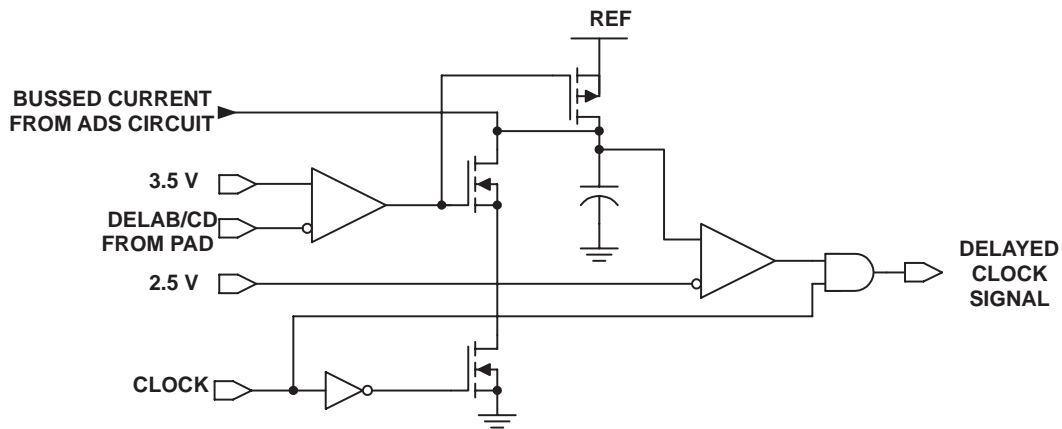 REF
BUSSED CURRENT
FROM ADS CIRCUIT
3.5 V
DELAB/CD
FROM PAD
2.5 V
DELAYED
CLOCK
SIGNAL
CLOCK